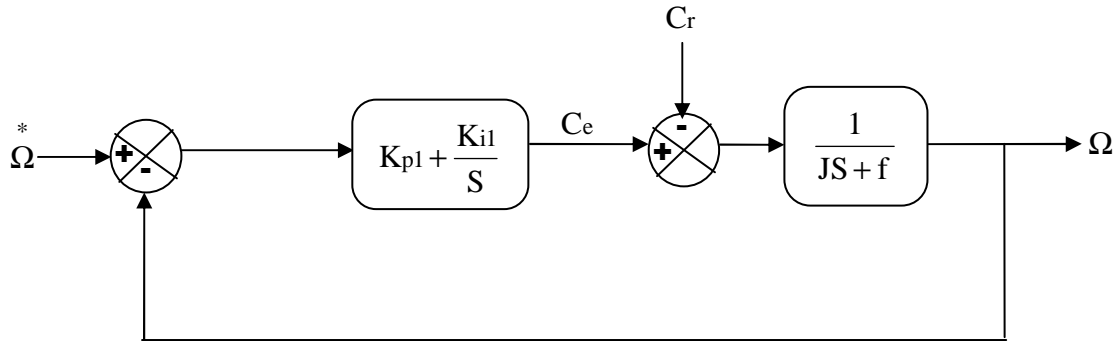 Cr
*
Ω
+
-
Kp1 + Ki1/S
Ce
-
+
1/(JS + f)
Ω